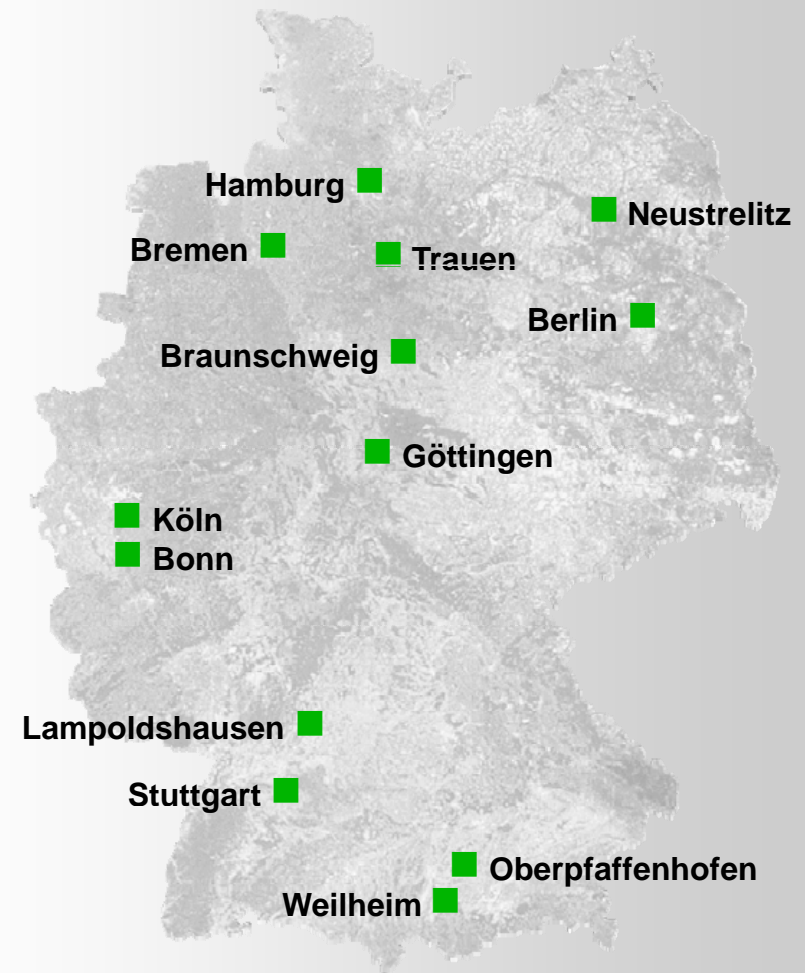 Hamburg
Neustrelitz
Bremen
Trauen
Berlin
Braunschweig
Göttingen
Köln
Bonn
Lampoldshausen
Stuttgart
Oberpfaffenhofen
Weilheim